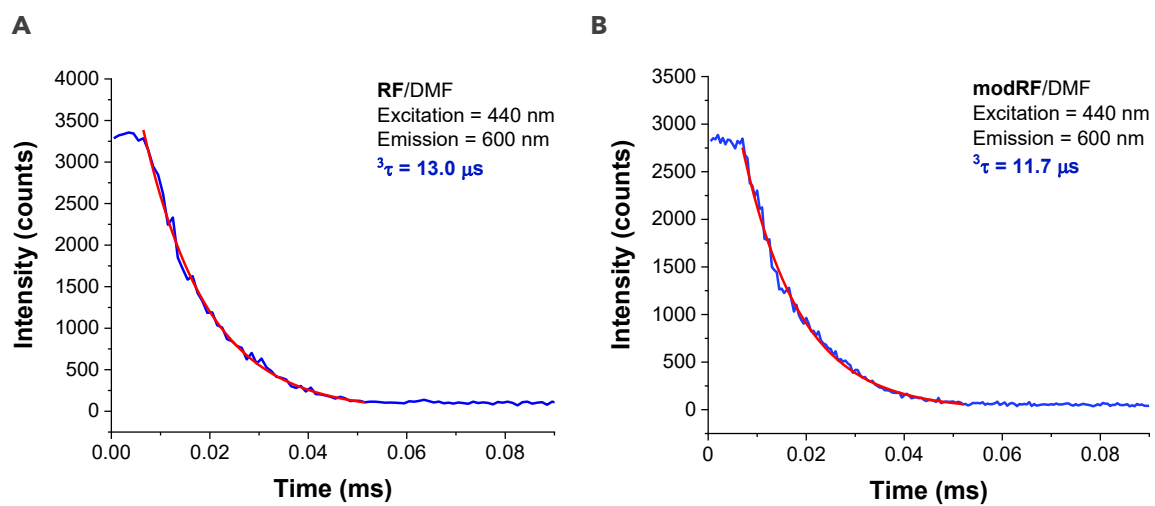 A
RF/DMF
Excitation = 440 nm
Emission = 600 nm
³τ = 13.0 μs
4000
3500
3000
2500
2000
1500
1000
500
0
Intensity (counts)
0.00 0.02 0.04 0.06 0.08
Time (ms)
B
modRF/DMF
Excitation = 440 nm
Emission = 600 nm
³τ = 11.7 μs
3500
3000
2500
2000
1500
1000
500
0
Intensity (counts)
0 0.02 0.04 0.06 0.08
Time (ms)